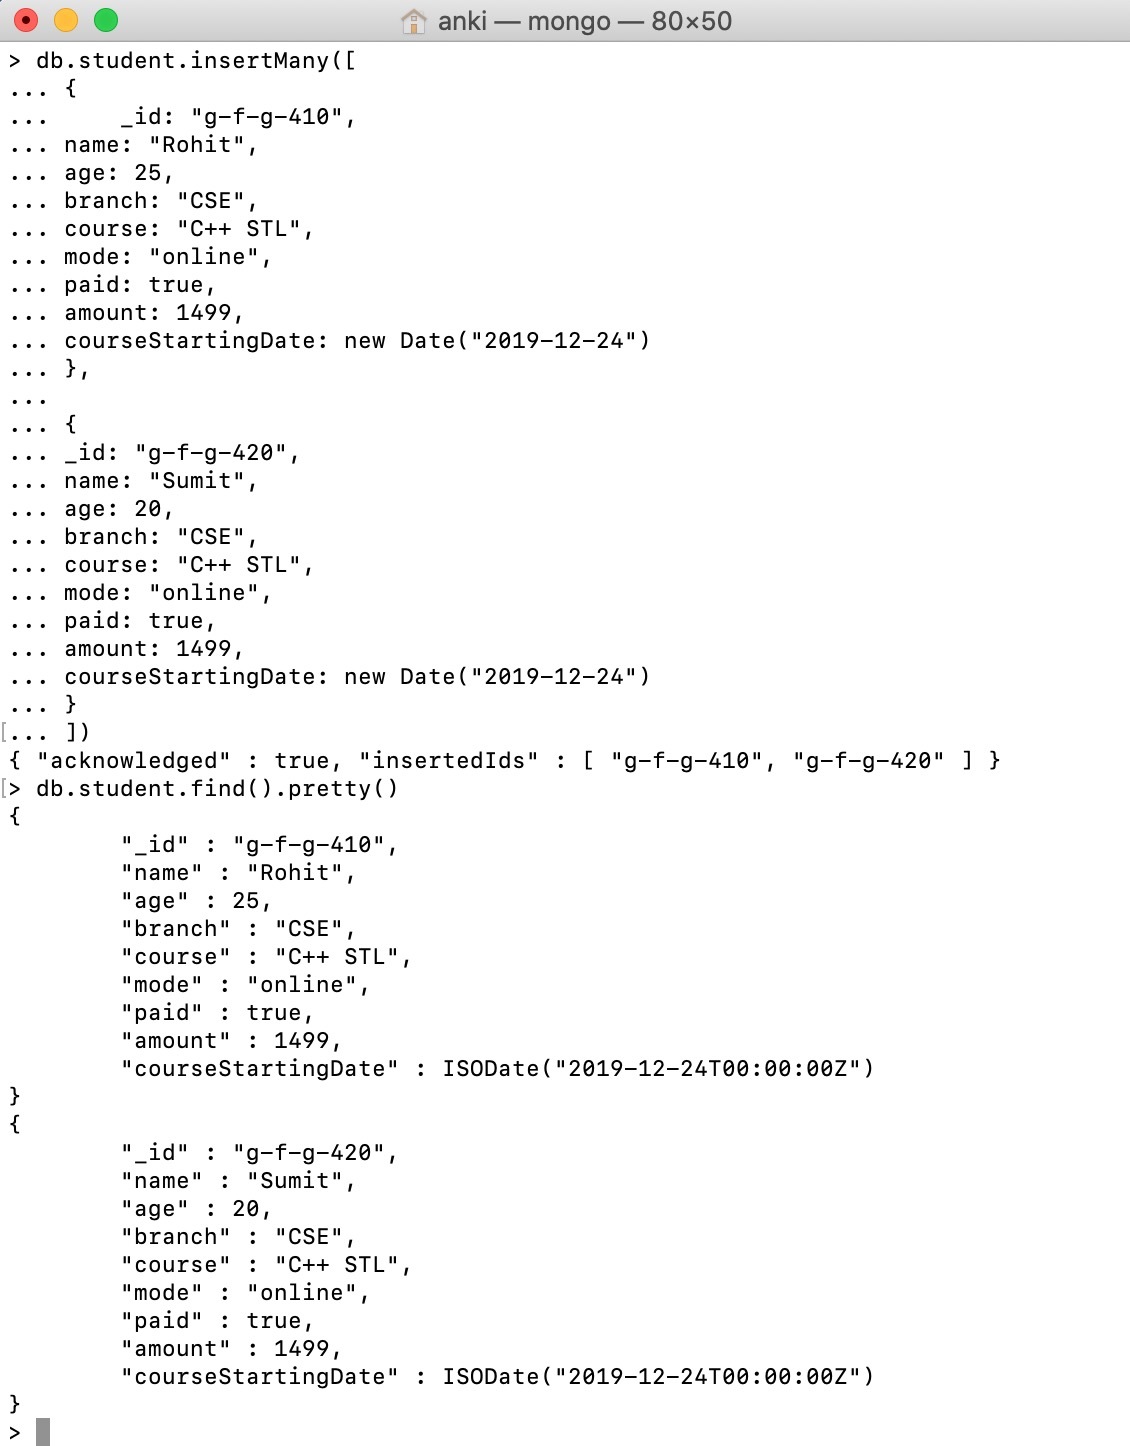 anki — mongo — 80×50
> db.student.insertMany([
... {
...     _id: "g-f-g-410",
... name: "Rohit",
... age: 25,
... branch: "CSE",
... course: "C++ STL",
... mode: "online",
... paid: true,
... amount: 1499,
... courseStartingDate: new Date("2019-12-24")
... },
...
... {
... _id: "g-f-g-420",
... name: "Sumit",
... age: 20,
... branch: "CSE",
... course: "C++ STL",
... mode: "online",
... paid: true,
... amount: 1499,
... courseStartingDate: new Date("2019-12-24")
... }
[... ])
{ "acknowledged" : true, "insertedIds" : [ "g-f-g-410", "g-f-g-420" ] }
[> db.student.find().pretty()
{
        "_id" : "g-f-g-410",
        "name" : "Rohit",
        "age" : 25,
        "branch" : "CSE",
        "course" : "C++ STL",
        "mode" : "online",
        "paid" : true,
        "amount" : 1499,
        "courseStartingDate" : ISODate("2019-12-24T00:00:00Z")
}
{
        "_id" : "g-f-g-420",
        "name" : "Sumit",
        "age" : 20,
        "branch" : "CSE",
        "course" : "C++ STL",
        "mode" : "online",
        "paid" : true,
        "amount" : 1499,
        "courseStartingDate" : ISODate("2019-12-24T00:00:00Z")
}
>